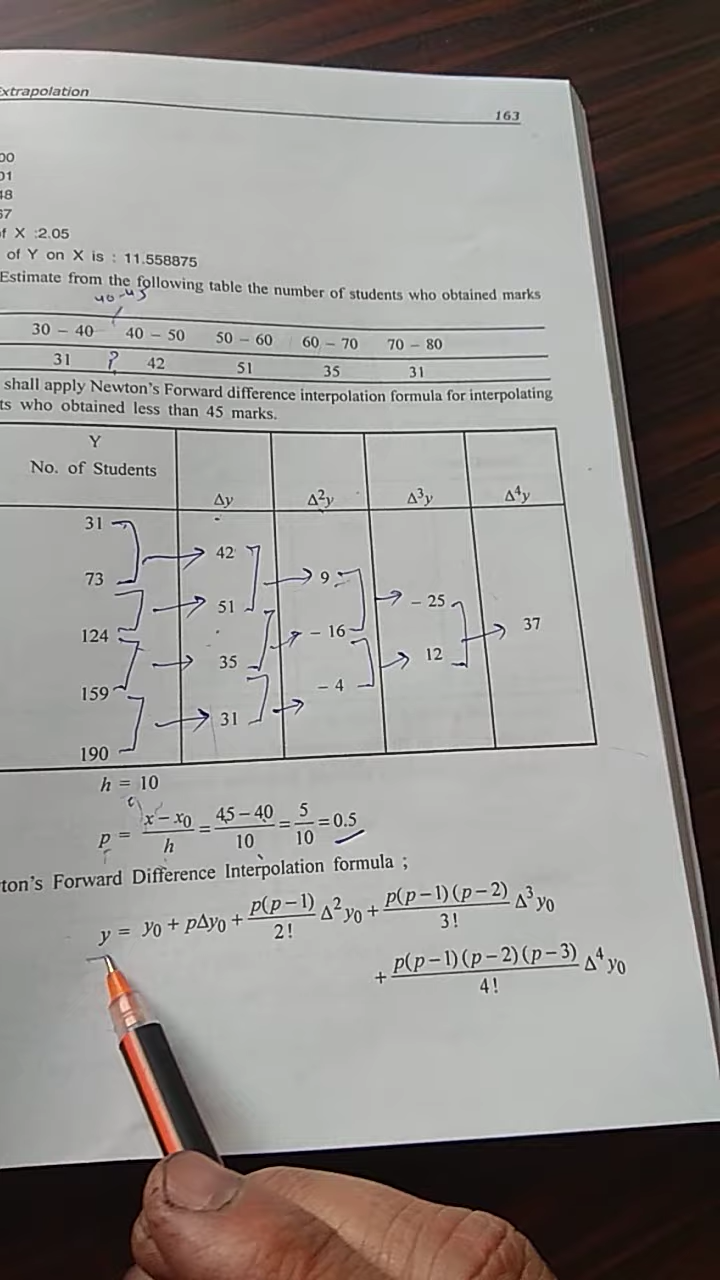 Extrapolation
163
00
01
48
67
of X :2.05
of Y on X is : 11.558875
Estimate from the following table the number of students who obtained marks
40-45
30 – 40 40 – 50 50 – 60 60 – 70 70 – 80
31 ? 42 51 35 31
shall apply Newton's Forward difference interpolation formula for interpolating
ts who obtained less than 45 marks.
Y
No. of Students
Δy Δ²y Δ³y Δ⁴y
31
42
73 9
51 – 25
124 – 16 37
35 12
159 – 4
31
190
h = 10
p = x – x₀ / h = 45 – 40 / 10 = 5 / 10 = 0.5
ton's Forward Difference Interpolation formula ;
y = y₀ + pΔy₀ + p(p – 1) / 2! Δ²y₀ + p(p – 1) (p – 2) / 3! Δ³y₀
+ p(p – 1) (p – 2) (p – 3) / 4! Δ⁴y₀